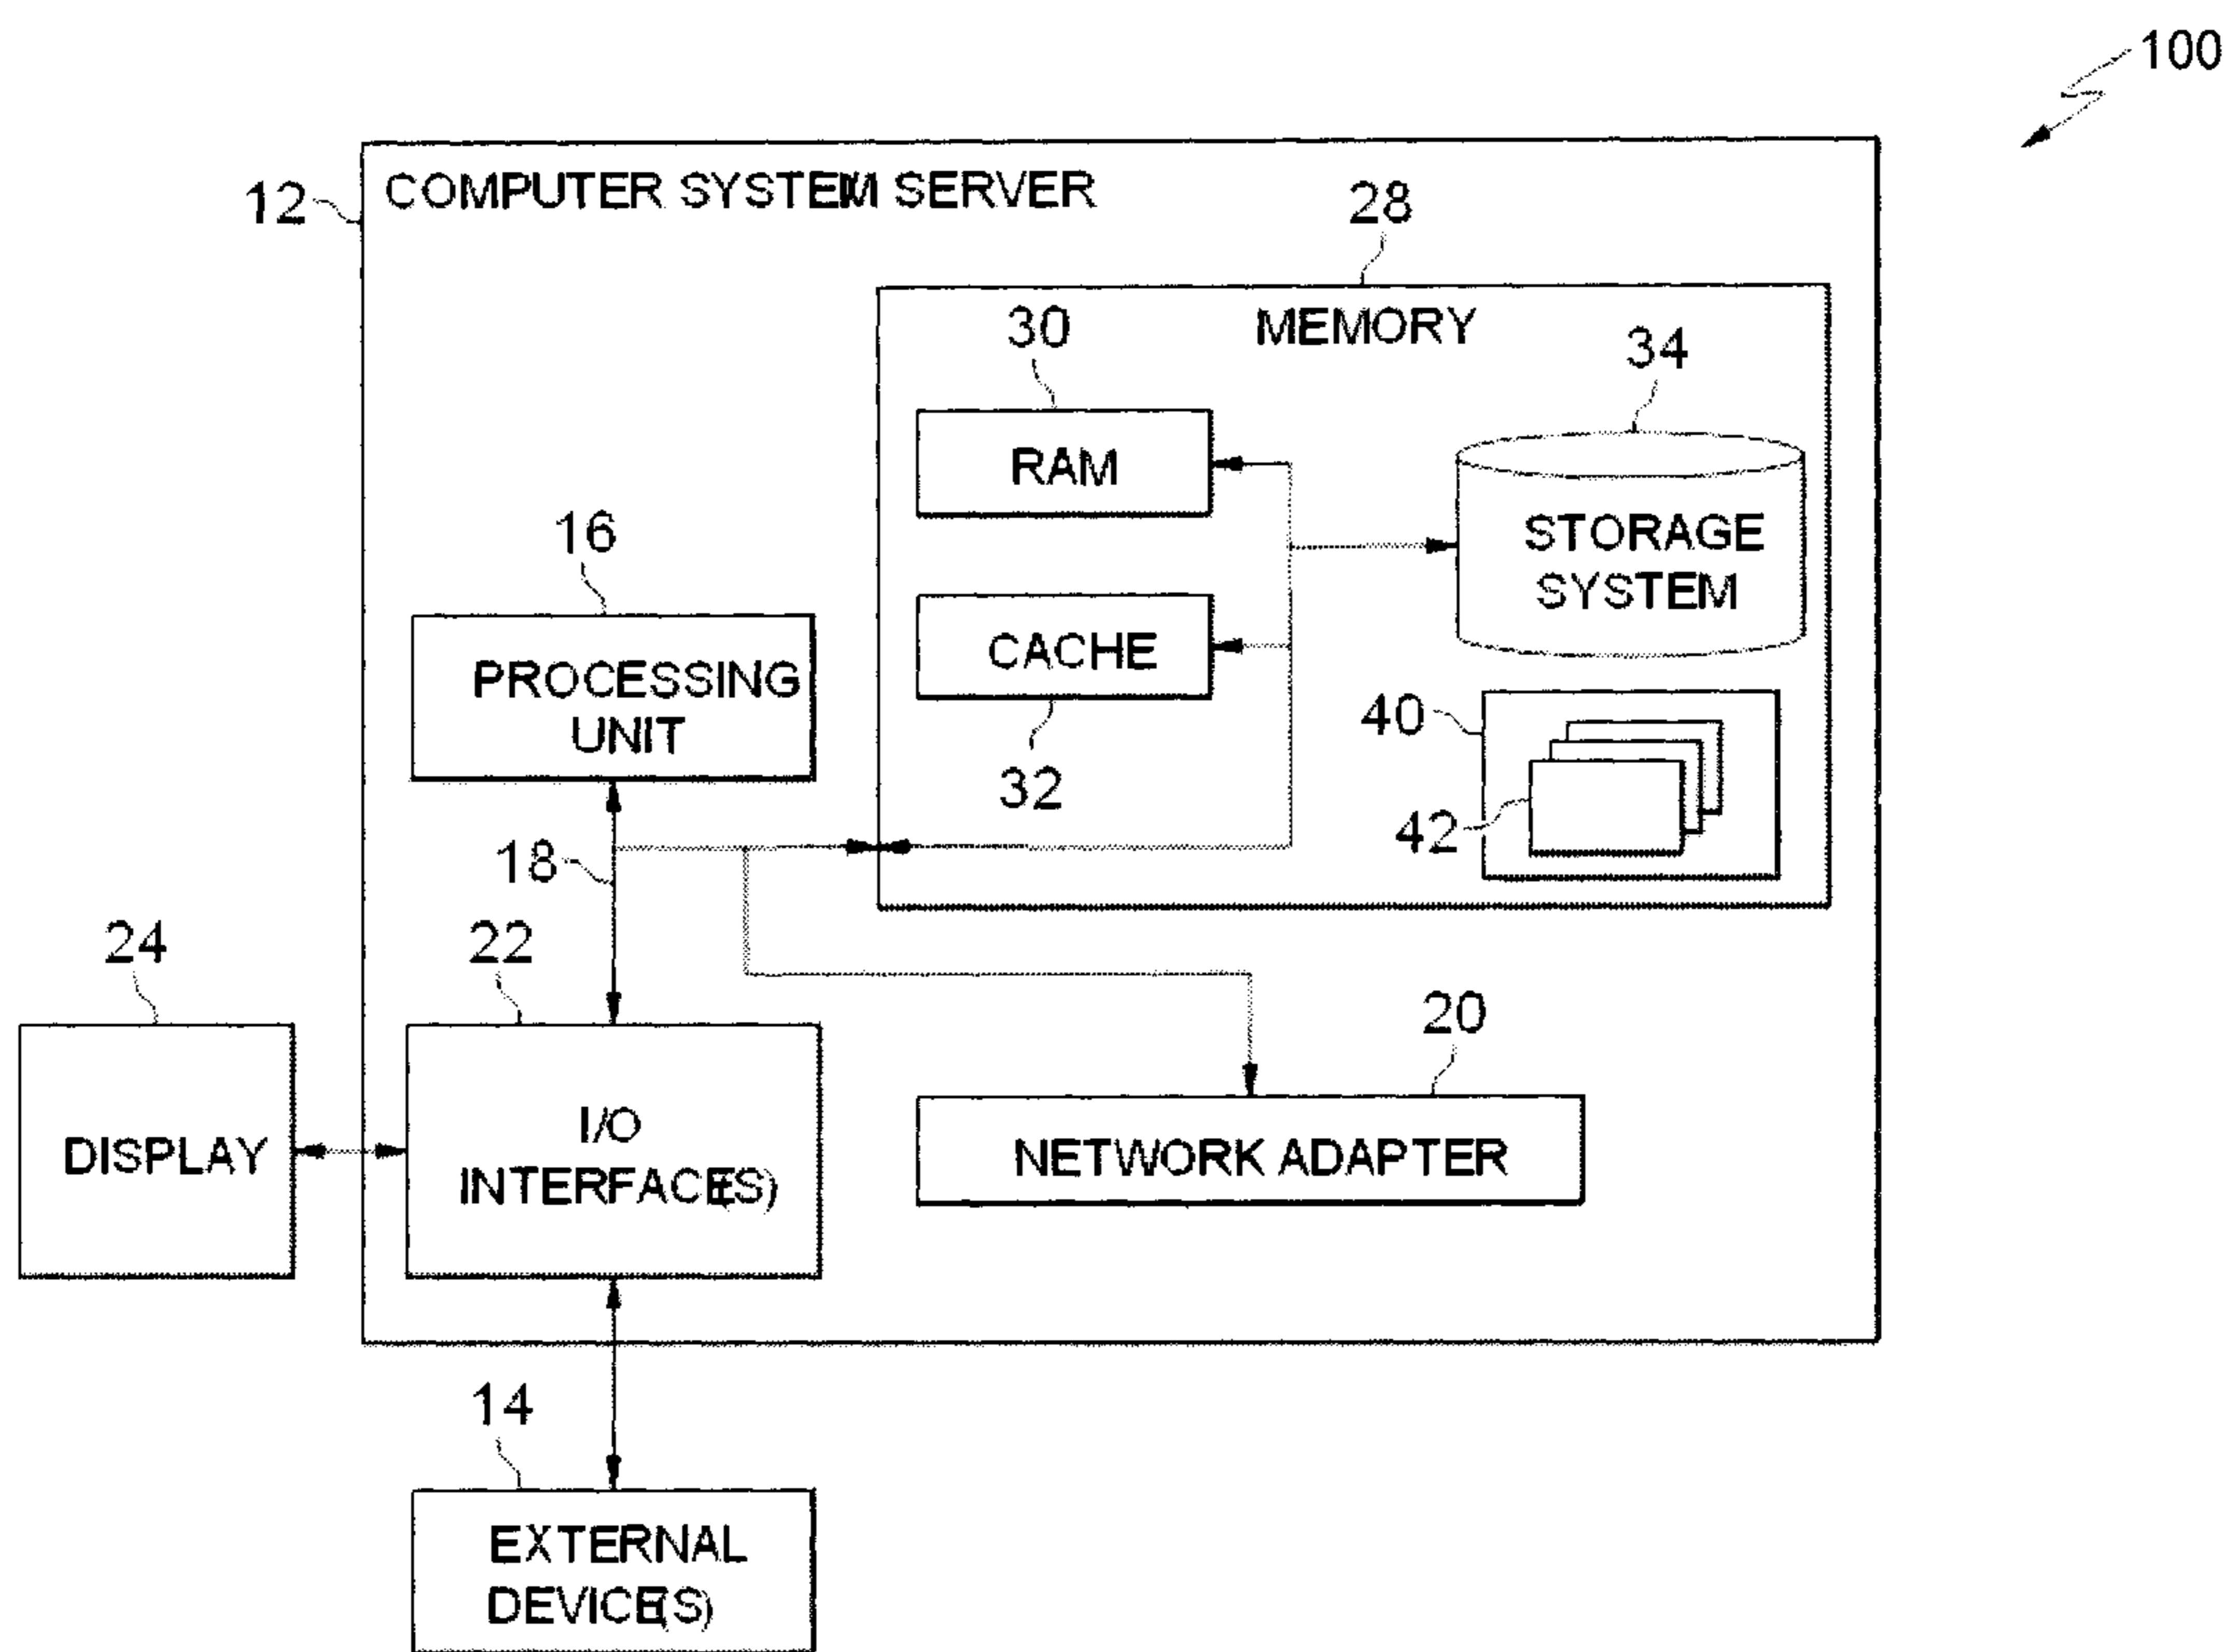 100
12
COMPUTER SYSTEM SERVER
28
MEMORY
30
34
RAM
STORAGE
SYSTEM
16
PROCESSING
UNIT
CACHE
32
40
42
18
24
22
20
DISPLAY
I/O
INTERFACE(S)
NETWORK ADAPTER
14
EXTERNAL
DEVICE(S)